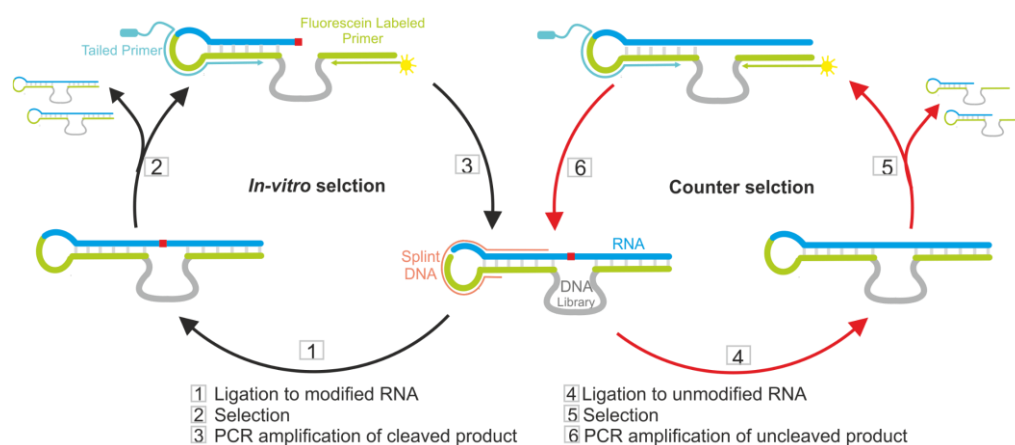 Fluorescein Labeled
Primer
Tailed Primer
2
In-vitro selction
3
6
Counter selction
5
Splint
DNA
RNA
DNA
Library
1
4
1 Ligation to modified RNA
2 Selection
3 PCR amplification of cleaved product
4 Ligation to unmodified RNA
5 Selection
6 PCR amplification of uncleaved product